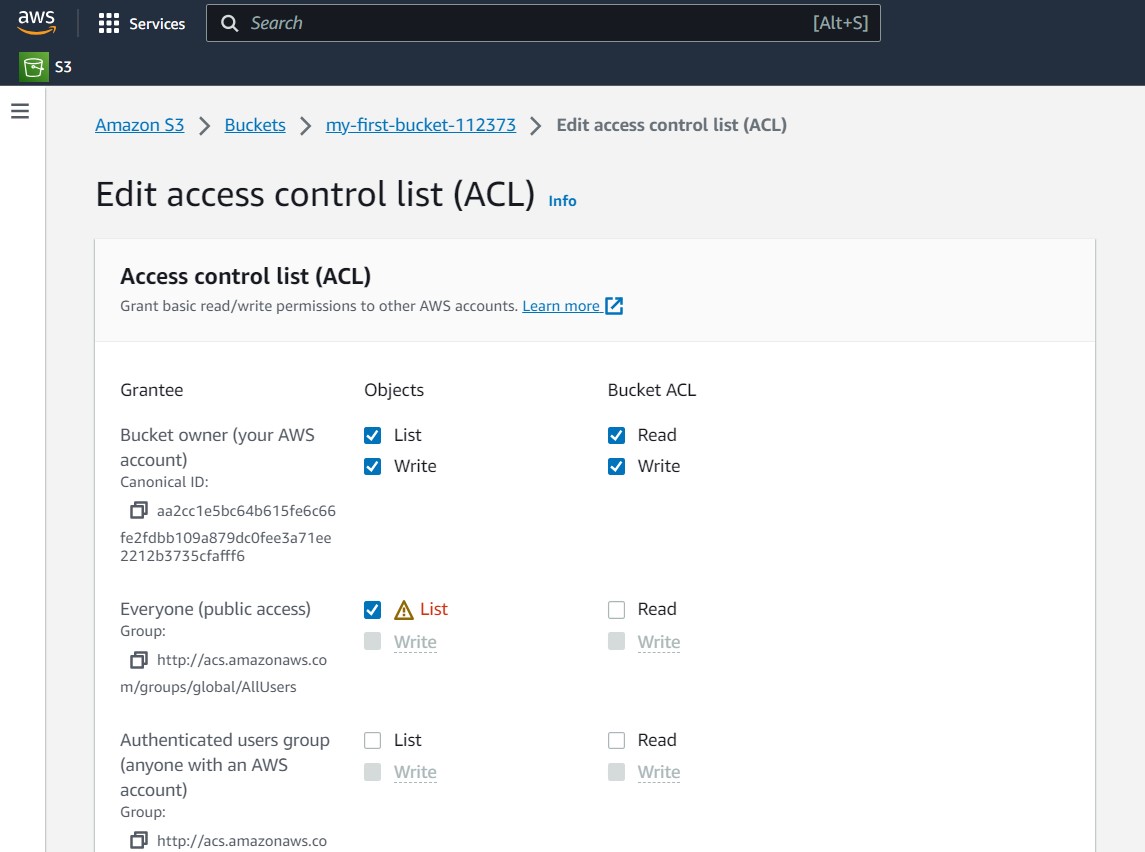 aws
Services
Search [Alt+S]
S3
Amazon S3 > Buckets > my-first-bucket-112373 > Edit access control list (ACL)
Edit access control list (ACL) Info
Access control list (ACL)
Grant basic read/write permissions to other AWS accounts. Learn more
Grantee Objects Bucket ACL
Bucket owner (your AWS List Read
account) Write Write
Canonical ID:
aa2cc1e5bc64b615fe6c66
fe2fdbb109a879dc0fee3a71ee
2212b3735cfafff6
Everyone (public access) List Read
Group: Write Write
http://acs.amazonaws.co
m/groups/global/AllUsers
Authenticated users group List Read
(anyone with an AWS Write Write
account)
Group:
http://acs.amazonaws.co